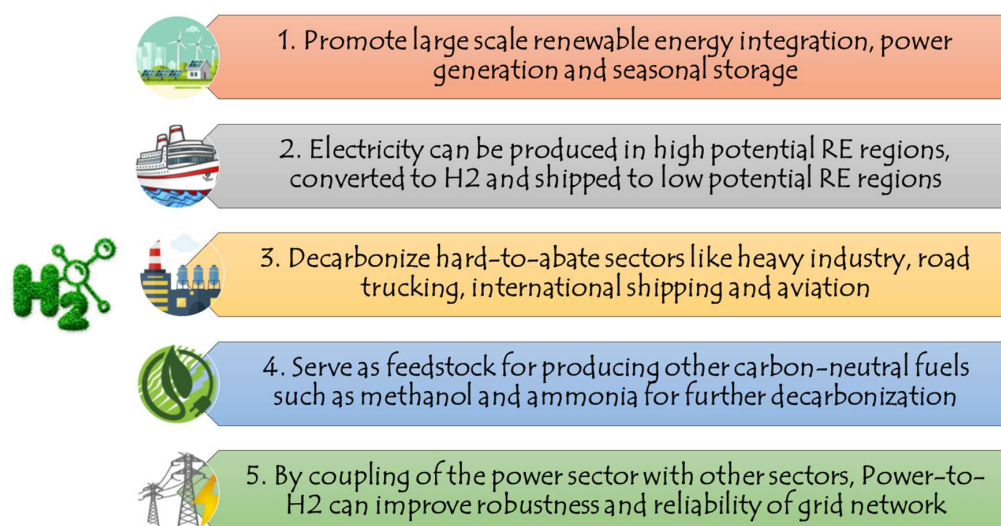 1. Promote large scale renewable energy integration, power
generation and seasonal storage
2. Electricity can be produced in high potential RE regions,
converted to H2 and shipped to low potential RE regions
H2
3. Decarbonize hard-to-abate sectors like heavy industry, road
trucking, international shipping and aviation
4. Serve as feedstock for producing other carbon-neutral fuels
such as methanol and ammonia for further decarbonization
5. By coupling of the power sector with other sectors, Power-to-
H2 can improve robustness and reliability of grid network